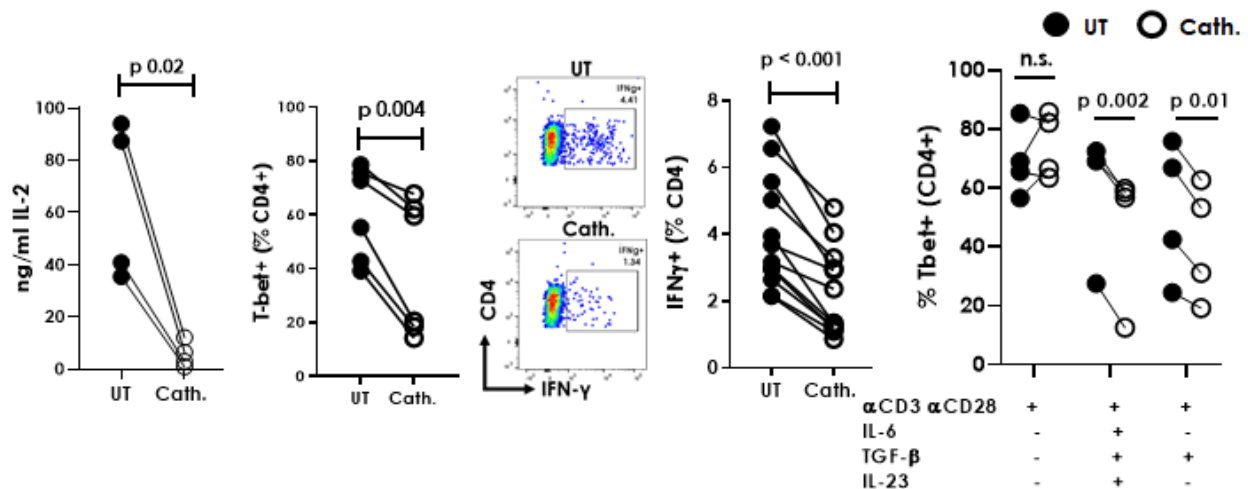 UT Cath.
p 0.02
100
80
60
40
20
0
ng/ml IL-2
UT Cath.
p 0.004
100
80
60
40
20
0
T-bet+ (% CD4+)
UT Cath.
UT
IFNg+
4.41
Cath.
IFNg+
1.34
CD4
IFN-γ
p < 0.001
8
6
4
2
0
IFNγ+ (% CD4)
UT Cath.
n.s.
p 0.002 p 0.01
100
80
60
40
20
0
% Tbet+ (CD4+)
αCD3 αCD28 + + +
IL-6 - + -
TGF-β - + +
IL-23 - + -